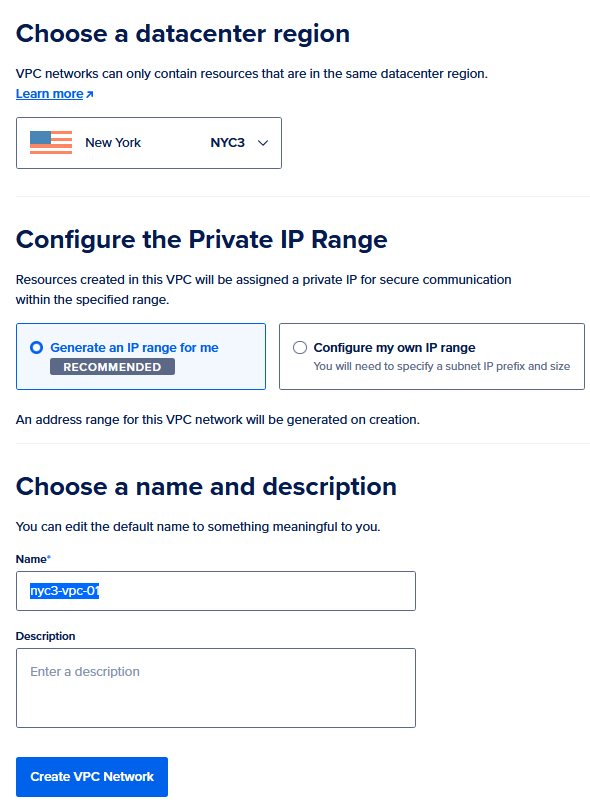 Choose a datacenter region
VPC networks can only contain resources that are in the same datacenter region.
Learn more
New York NYC3
Configure the Private IP Range
Resources created in this VPC will be assigned a private IP for secure communication
within the specified range.
Generate an IP range for me
RECOMMENDED
Configure my own IP range
You will need to specify a subnet IP prefix and size
An address range for this VPC network will be generated on creation.
Choose a name and description
You can edit the default name to something meaningful to you.
Name*
nyc3-vpc-01
Description
Enter a description
Create VPC Network